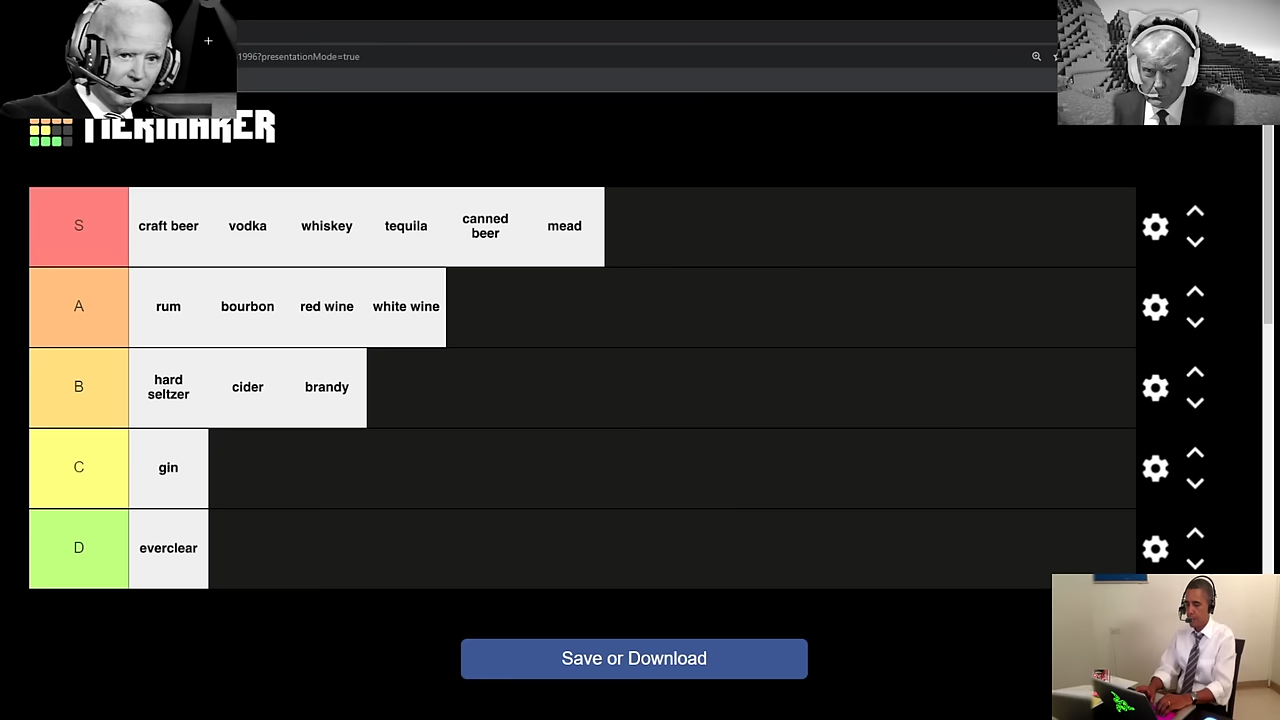 1996?presentationMode=true
TIERMAKER
S
craft beer
vodka
whiskey
tequila
canned
beer
mead
A
rum
bourbon
red wine
white wine
B
hard
seltzer
cider
brandy
C
gin
D
everclear
Save or Download